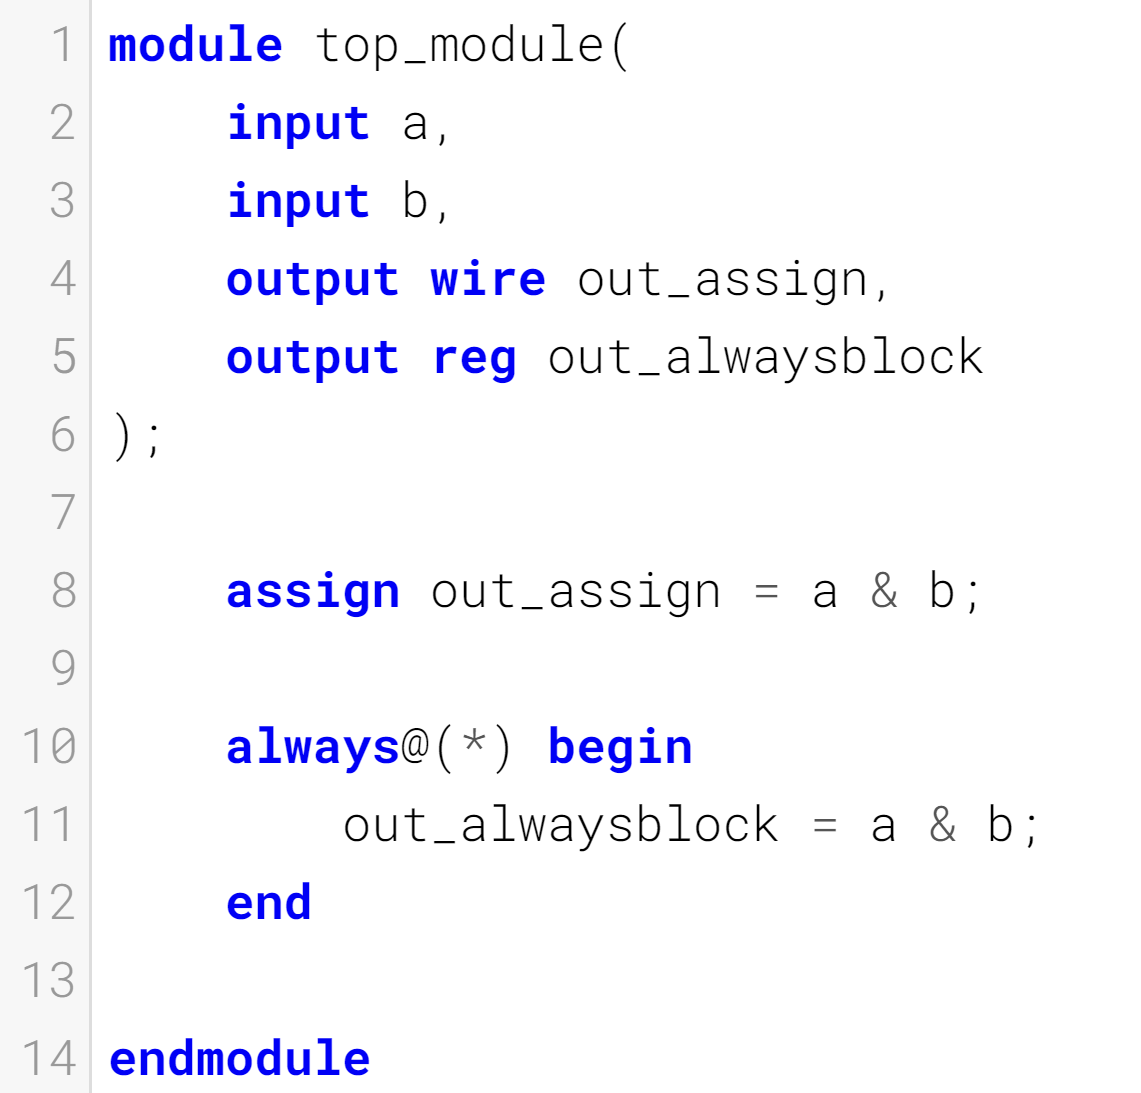 1 module top_module(
2     input a,
3     input b,
4     output wire out_assign,
5     output reg out_alwaysblock
6 );
7
8     assign out_assign = a & b;
9
10     always@(*) begin
11         out_alwaysblock = a & b;
12     end
13
14 endmodule